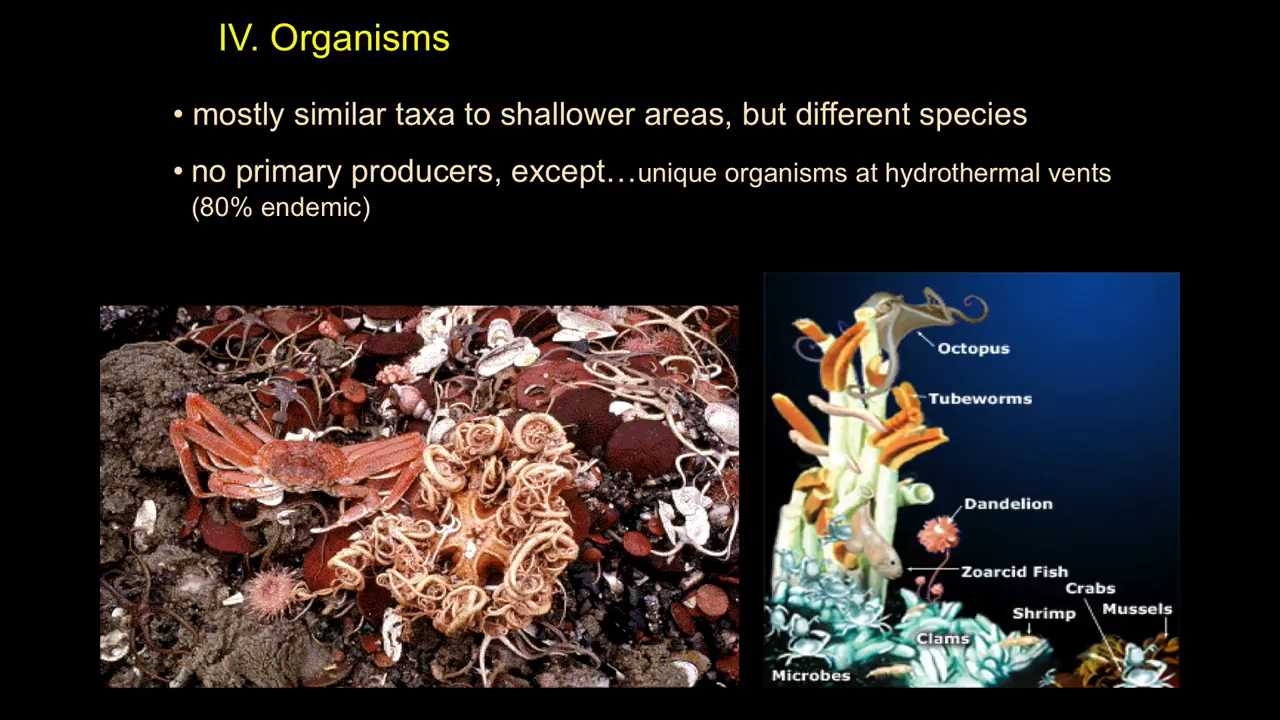 IV. Organisms
• mostly similar taxa to shallower areas, but different species
• no primary producers, except…unique organisms at hydrothermal vents
(80% endemic)
Octopus
Tubeworms
Dandelion
Zoarcid Fish
Crabs
Shrimp
Mussels
Clams
Microbes